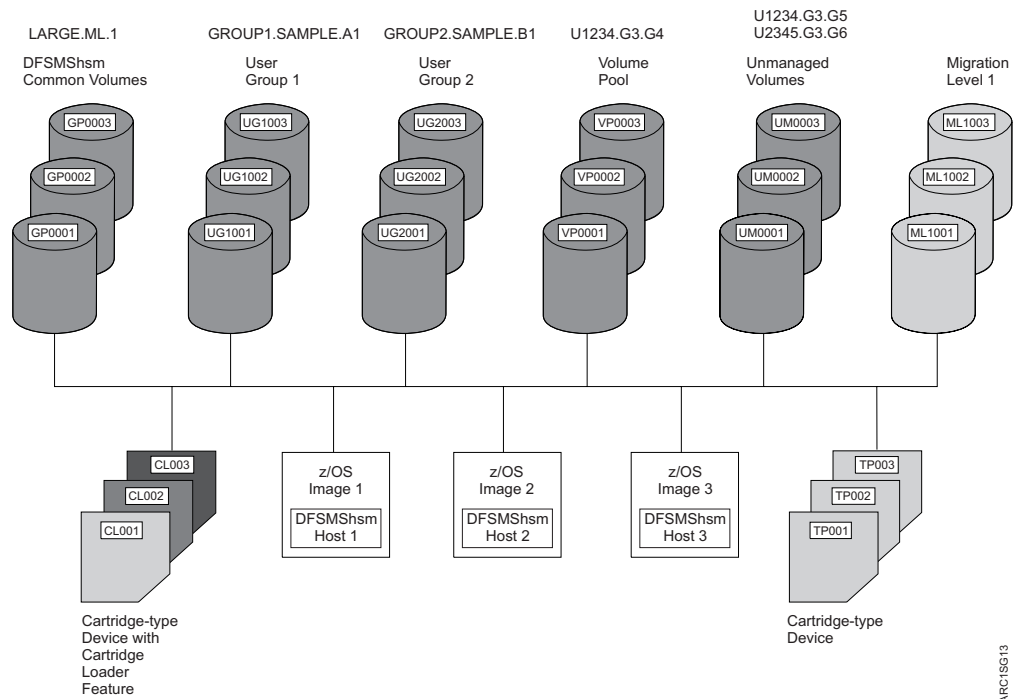 U1234.G3.G5
U2345.G3.G6
LARGE.ML.1
GROUP1.SAMPLE.A1
GROUP2.SAMPLE.B1
U1234.G3.G4
DFSMShsm
Common Volumes
User
Group 1
User
Group 2
Volume
Pool
Unmanaged
Volumes
Migration
Level 1
GP0003
GP0002
GP0001
UG1003
UG1002
UG1001
UG2003
UG2002
UG2001
VP0003
VP0002
VP0001
UM0003
UM0002
UM0001
ML1003
ML1002
ML1001
CL003
CL002
CL001
z/OS
Image 1
DFSMShsm
Host 1
z/OS
Image 2
DFSMShsm
Host 2
z/OS
Image 3
DFSMShsm
Host 3
TP003
TP002
TP001
Cartridge-type
Device with
Cartridge
Loader
Feature
Cartridge-type
Device
ARC1SG13